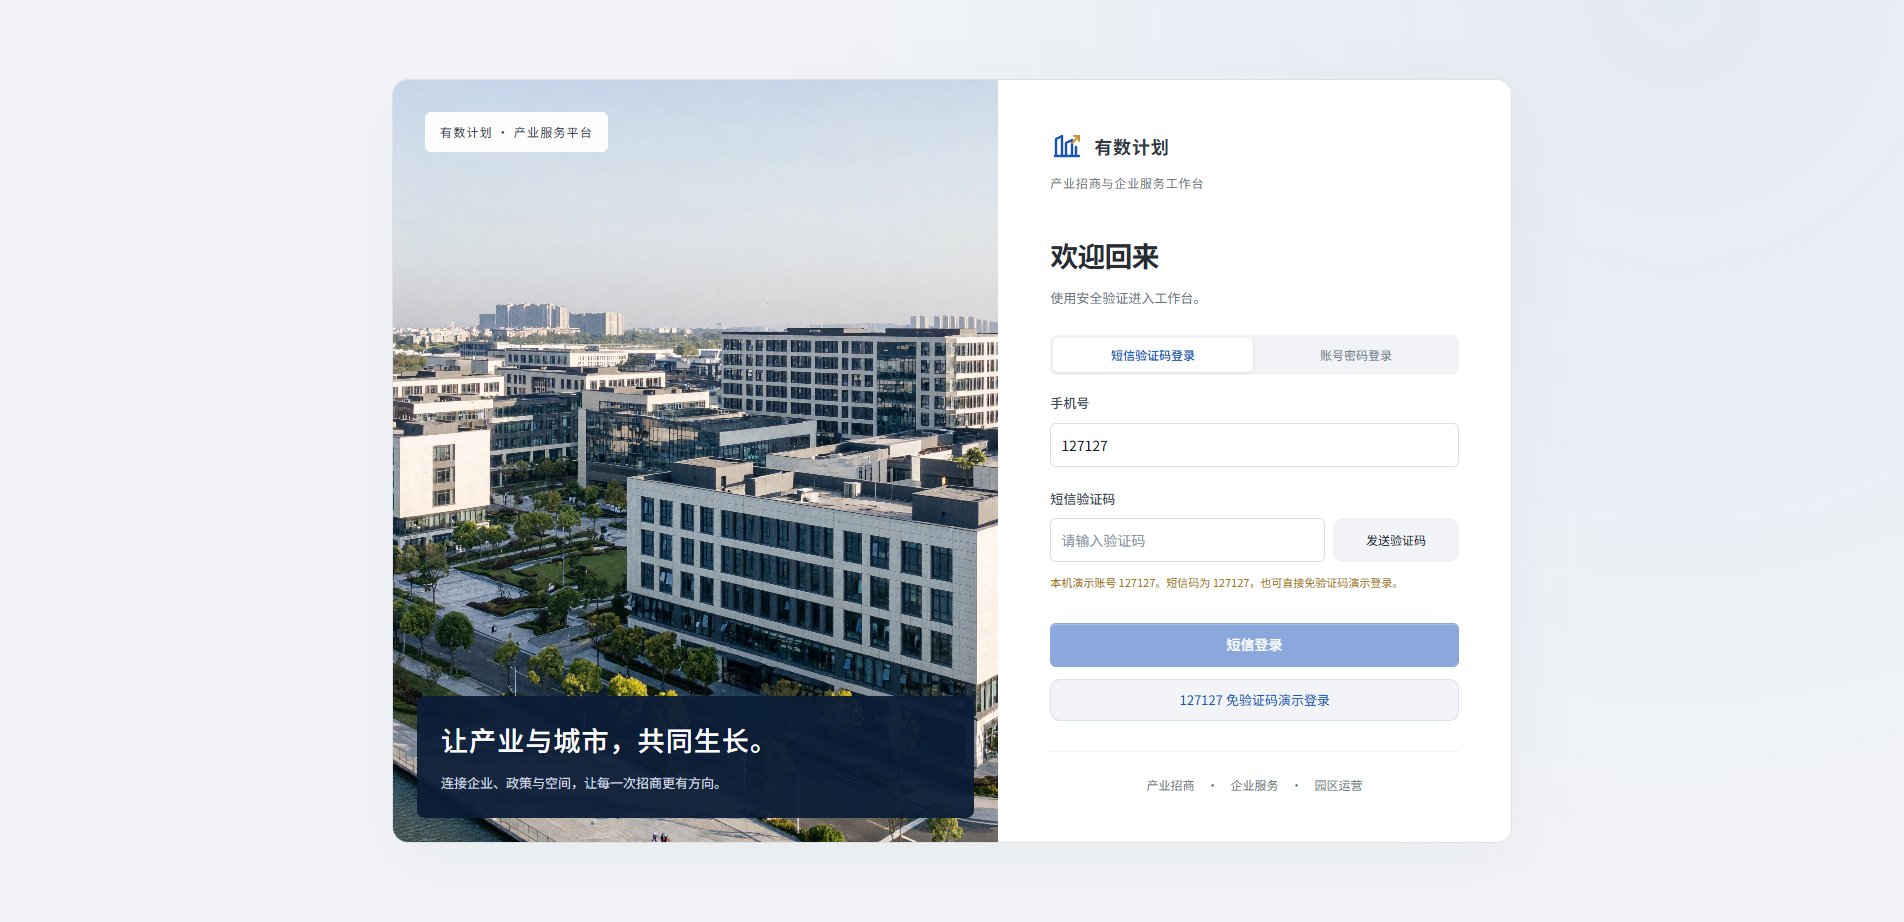 有数计划 • 产业服务平台
让产业与城市，共同生长。
连接企业、政策与空间，让每一次招商更有方向。
有数计划
产业招商与企业服务工作台
欢迎回来
使用安全验证进入工作台。
短信验证码登录 账号密码登录
手机号
127127
短信验证码
请输入验证码 发送验证码
本机演示账号 127127。短信码为 127127，也可直接免验证码演示登录。
短信登录
127127 免验证码演示登录
产业招商 • 企业服务 • 园区运营